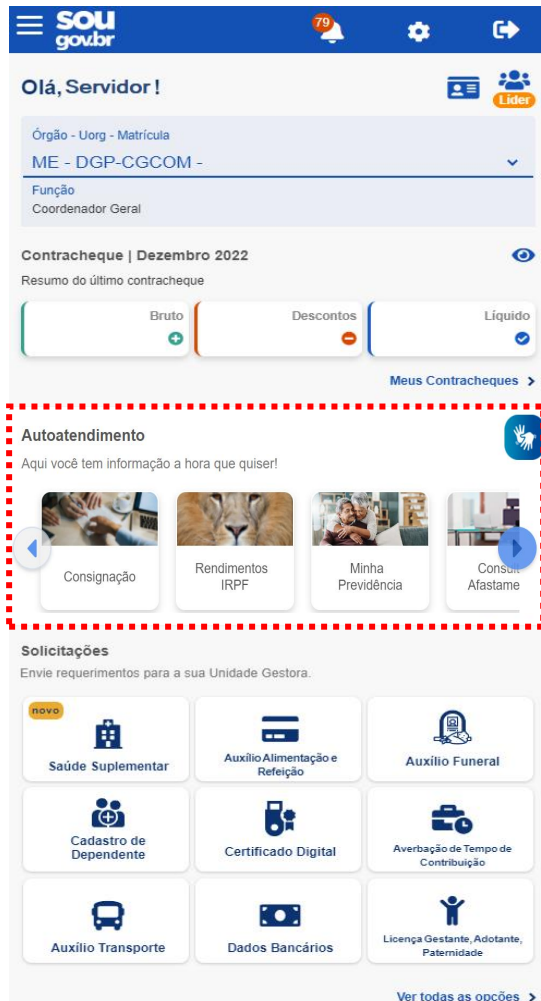 SOU
gov.br
79
Olá, Servidor !
Líder
Órgão - Uorg - Matrícula
ME - DGP-CGCOM -
Função
Coordenador Geral
Contracheque | Dezembro 2022
Resumo do último contracheque
Bruto
Descontos
Líquido
Meus Contracheques
Autoatendimento
Aqui você tem informação a hora que quiser!
Consignação
Rendimentos
IRPF
Minha
Previdência
Consult
Afastame
Solicitações
Envie requerimentos para a sua Unidade Gestora.
novo
Saúde Suplementar
Auxílio Alimentação e
Refeição
Auxílio Funeral
Cadastro de
Dependente
Certificado Digital
Averbação de Tempo de
Contribuição
Auxílio Transporte
Dados Bancários
Licença Gestante, Adotante,
Paternidade
Ver todas as opções